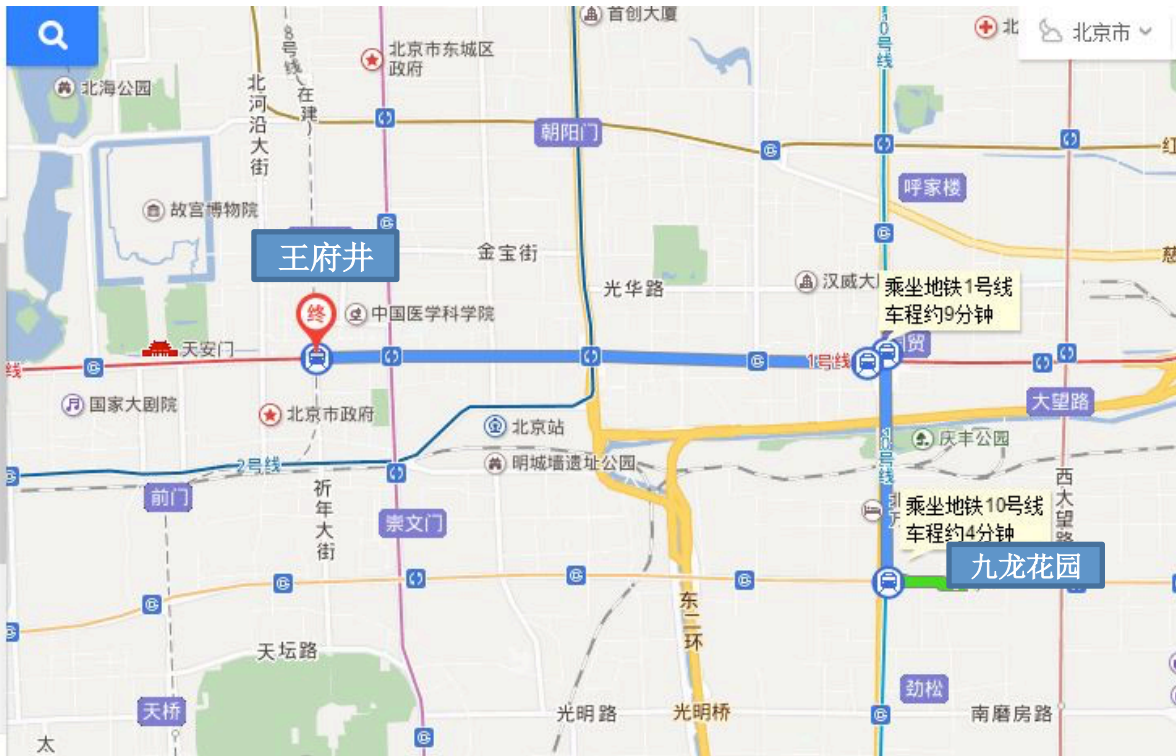 首创大厦
北
北京市
10号线
8号线(在建)
北京市东城区
政府
北海公园
北河沿大街
朝阳门
红
呼家楼
故宫博物院
王府井
金宝街
慈
光华路
汉威大
乘坐地铁1号线
车程约9分钟
终
中国医学科学院
天安门
贸
线
1号线
国家大剧院
北京市政府
大望路
北京站
10号线
庆丰公园
2号线
明城墙遗址公园
前门
祈年大街
崇文门
西大望路
乘坐地铁10号线
车程约4分钟
九龙花园
东二环
天坛路
劲松
天桥
光明路
光明桥
南磨房路
太